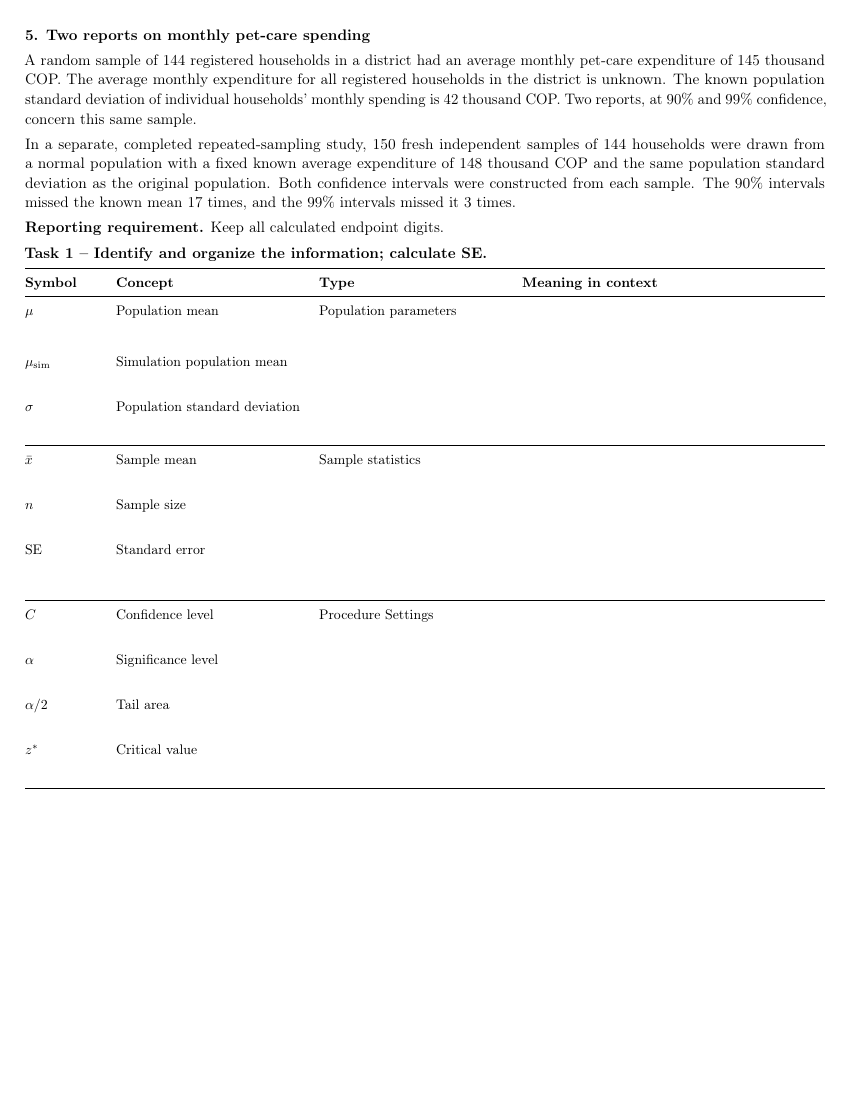 5. Two reports on monthly pet-care spending
A random sample of 144 registered households in a district had an average monthly pet-care expenditure of 145 thousand
COP. The average monthly expenditure for all registered households in the district is unknown. The known population
standard deviation of individual households' monthly spending is 42 thousand COP. Two reports, at 90% and 99% confidence,
concern this same sample.
In a separate, completed repeated-sampling study, 150 fresh independent samples of 144 households were drawn from
a normal population with a fixed known average expenditure of 148 thousand COP and the same population standard
deviation as the original population. Both confidence intervals were constructed from each sample. The 90% intervals
missed the known mean 17 times, and the 99% intervals missed it 3 times.
Reporting requirement. Keep all calculated endpoint digits.
Task 1 – Identify and organize the information; calculate SE.
Symbol Concept Type Meaning in context
μ Population mean Population parameters
μ_sim Simulation population mean
σ Population standard deviation
x̄ Sample mean Sample statistics
n Sample size
SE Standard error
C Confidence level Procedure Settings
α Significance level
α/2 Tail area
z* Critical value